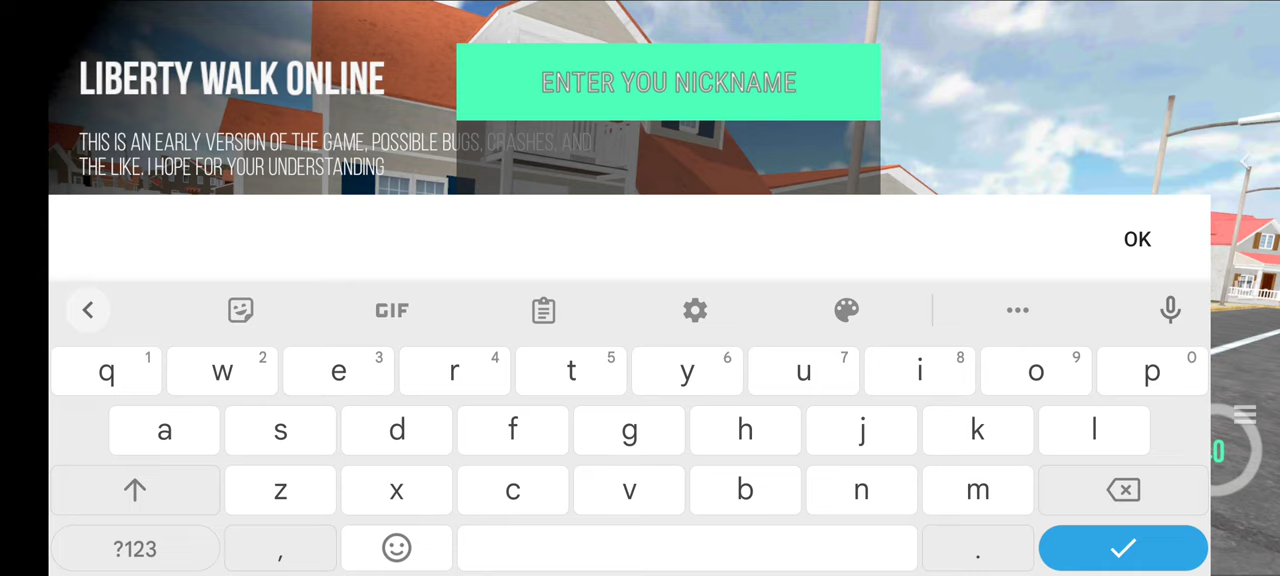 LIBERTY WALK ONLINE
ENTER YOU NICKNAME
THIS IS AN EARLY VERSION OF THE GAME, POSSIBLE BUGS, CRASHES, AND
THE LIKE. I HOPE FOR YOUR UNDERSTANDING
OK
GIF
q 1 w 2 e 3 r 4 t 5 y 6 u 7 i 8 o 9 p 0
a s d f g h j k l
z x c v b n m
?123 , .